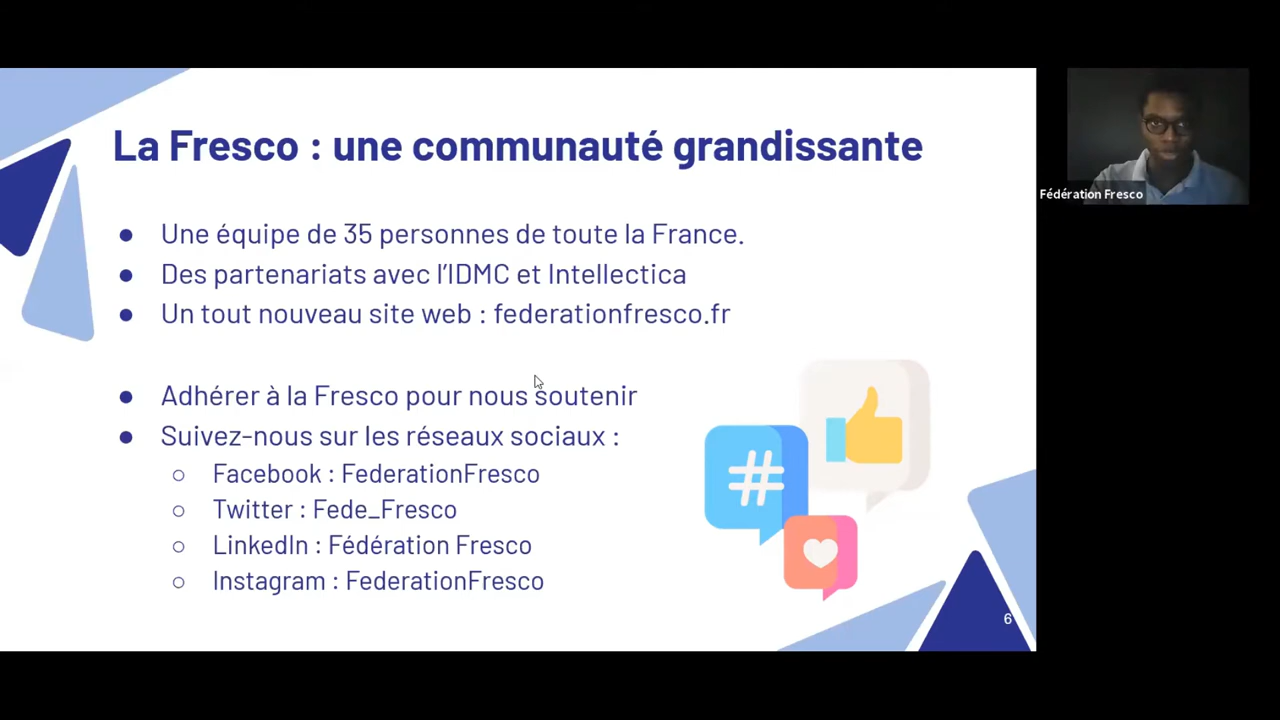 La Fresco : une communauté grandissante
● Une équipe de 35 personnes de toute la France.
● Des partenariats avec l'IDMC et Intellectica
● Un tout nouveau site web : federationfresco.fr
● Adhérer à la Fresco pour nous soutenir
● Suivez-nous sur les réseaux sociaux :
○ Facebook : FederationFresco
○ Twitter : Fede_Fresco
○ LinkedIn : Fédération Fresco
○ Instagram : FederationFresco
#
6
Fédération Fresco